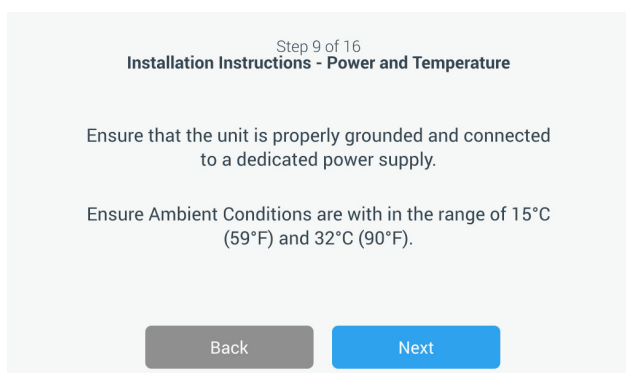 Step 9 of 16
Installation Instructions - Power and Temperature
Ensure that the unit is properly grounded and connected
to a dedicated power supply.
Ensure Ambient Conditions are with in the range of 15°C
(59°F) and 32°C (90°F).
Back
Next